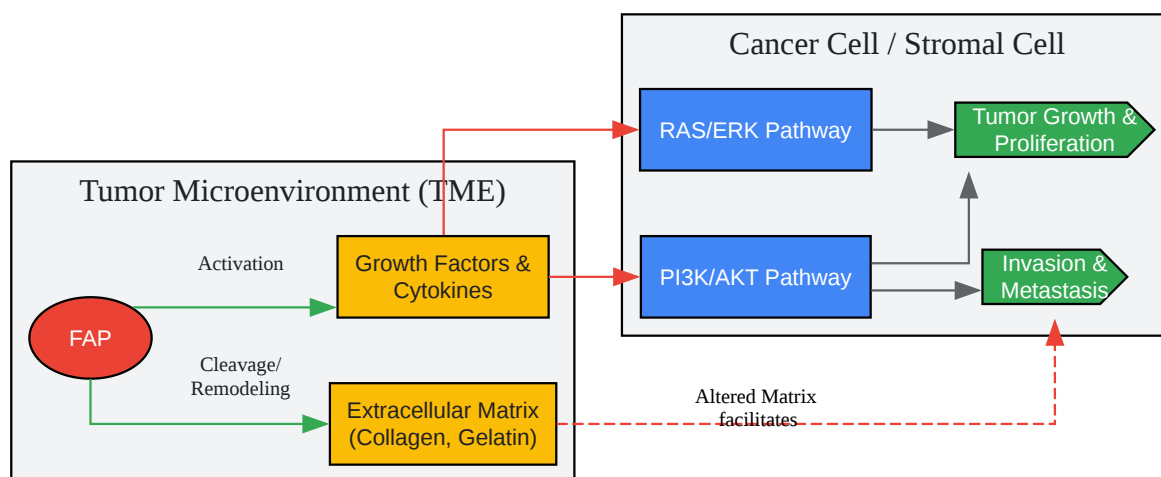 Cancer Cell / Stromal Cell
RAS/ERK Pathway
Tumor Growth &
Proliferation
Tumor Microenvironment (TME)
Activation
Growth Factors &
Cytokines
PI3K/AKT Pathway
Invasion &
Metastasis
FAP
Cleavage/
Remodeling
Extracellular Matrix
(Collagen, Gelatin)
Altered Matrix
facilitates